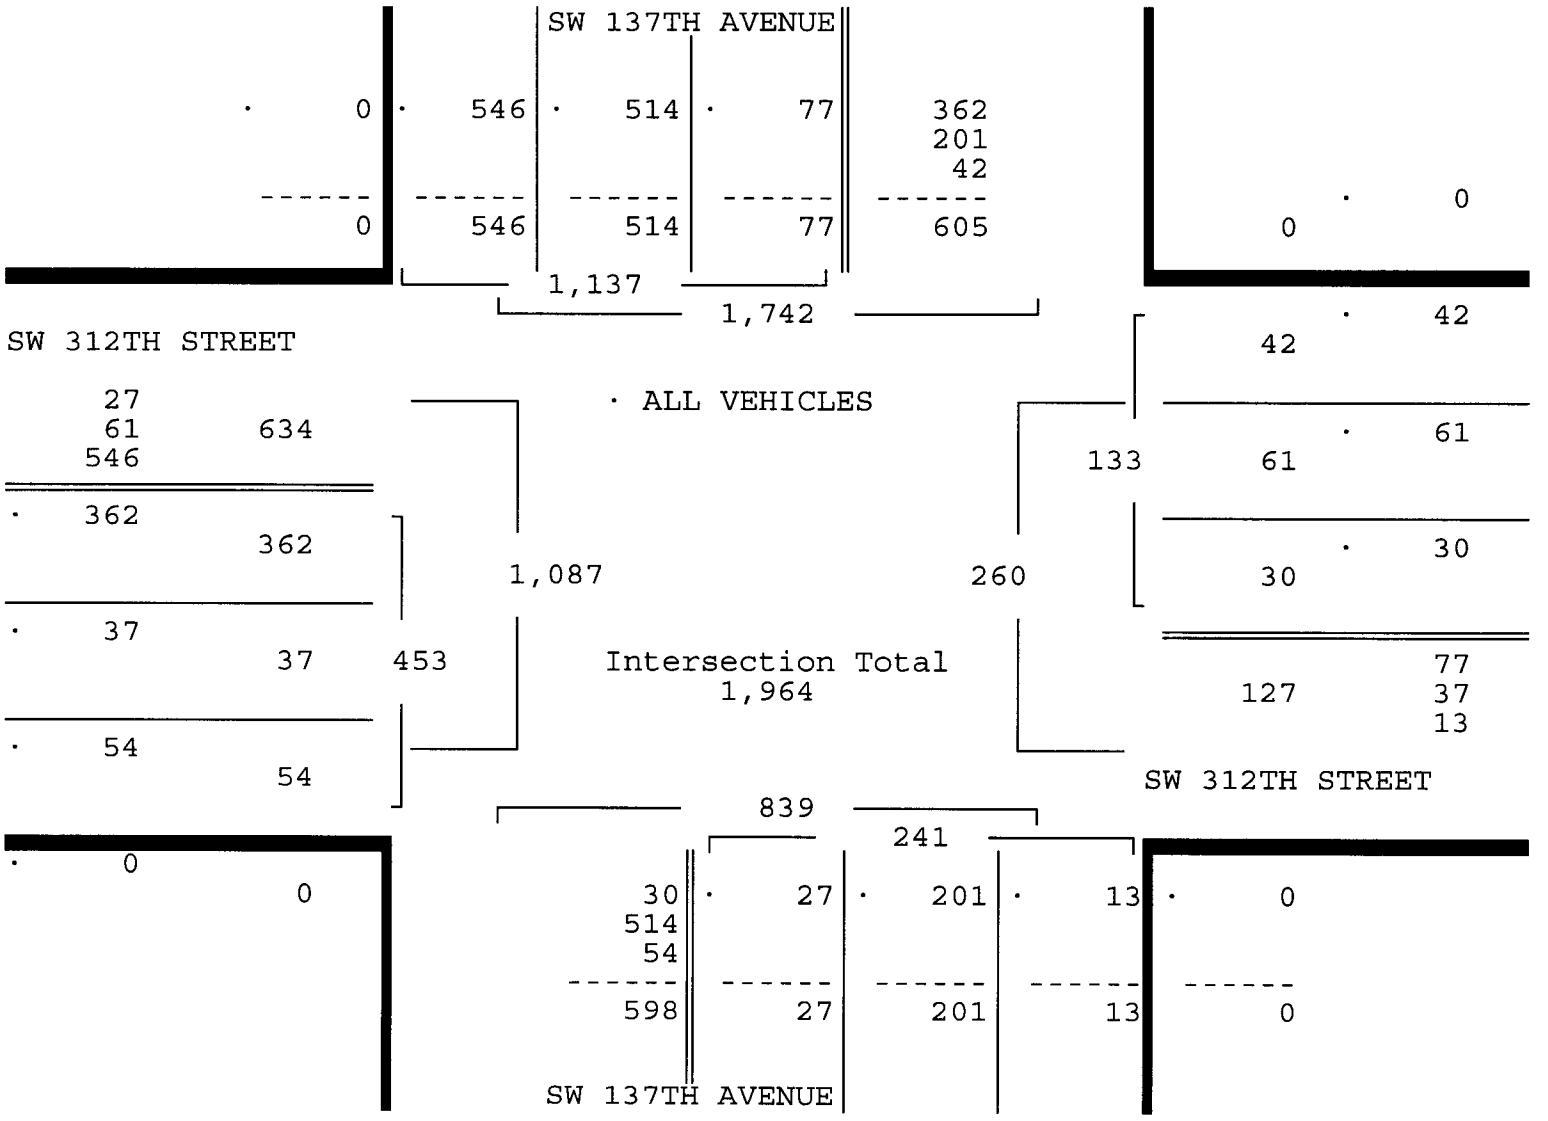 SW 137TH AVENUE
· 0 · 546 · 514 · 77 362
201
42
------ ------ ------ ------ ------
· 0
0 546 514 77 605
0
1,137
1,742
· 42
SW 312TH STREET
42
27
· ALL VEHICLES
61 634
· 61
546
133 61
· 362
362
· 30
1,087
260
30
· 37
37 453
Intersection Total
77
1,964
127 37
13
· 54
54
SW 312TH STREET
839
241
· 0
0
30 · 27 · 201 · 13 · 0
514
54
------ ------ ------ ------ ------
598 27 201 13 0
SW 137TH AVENUE